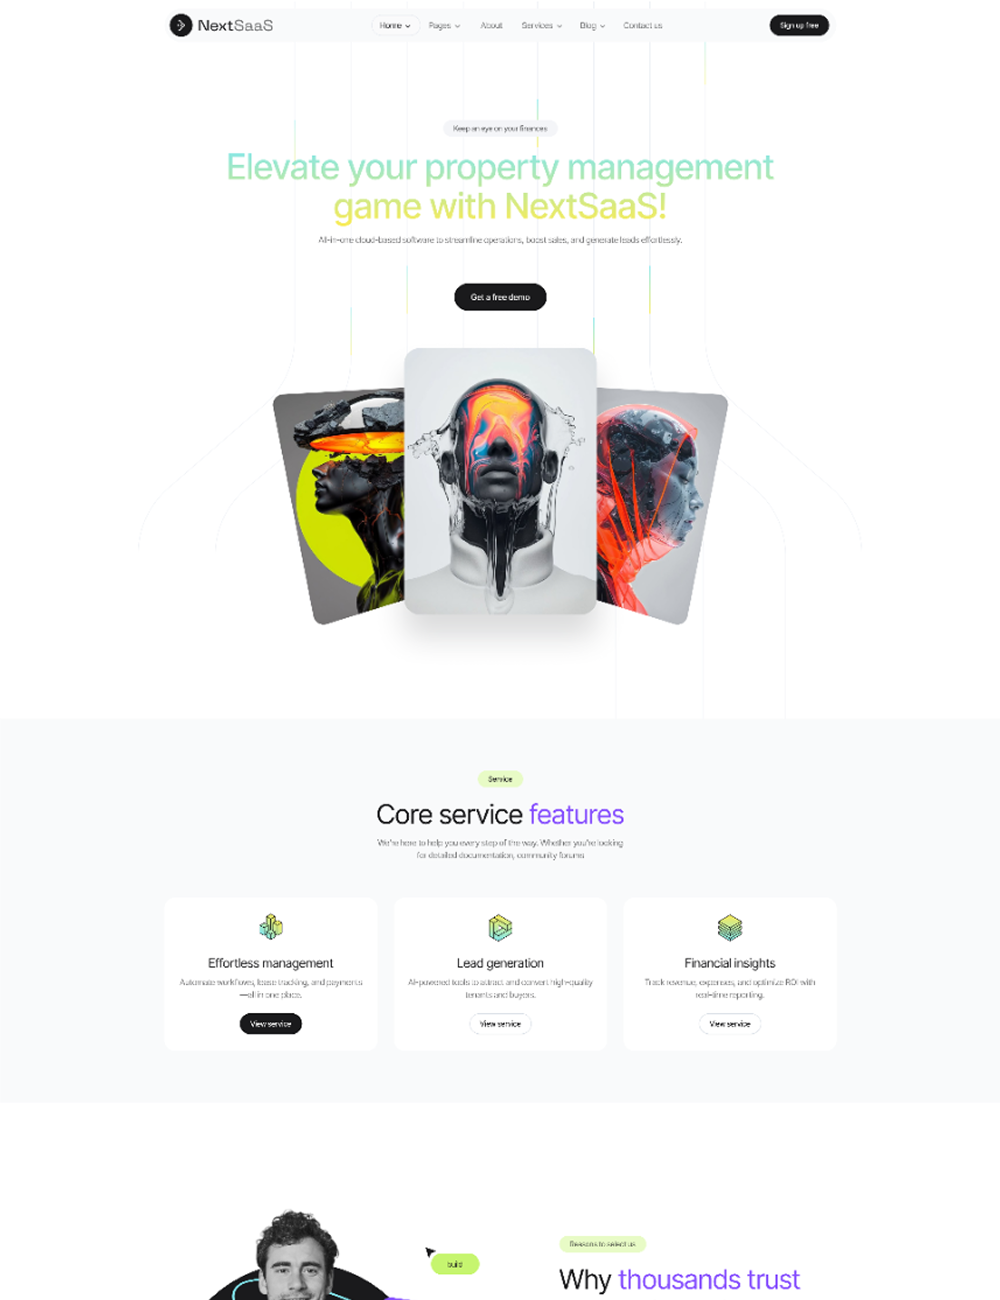 NextSaaS
Home Pages About Services Blog Contact us
Sign up free
Keep an eye on your finances
Elevate your property management
game with NextSaaS!
All-in-one cloud-based software to streamline operations, boost sales, and generate leads effortlessly.
Get a free demo
Service
Core service features
We're here to help you every step of the way. Whether you're looking
for detailed documentation, community forums
Effortless management
Automate workflows, lease tracking, and payments
—all in one place.
View service
Lead generation
AI-powered tools to attract and convert high-quality
tenants and buyers.
View service
Financial insights
Track revenue, expenses, and optimize ROI with
real-time reporting.
View service
build
Reasons to select us
Why thousands trust